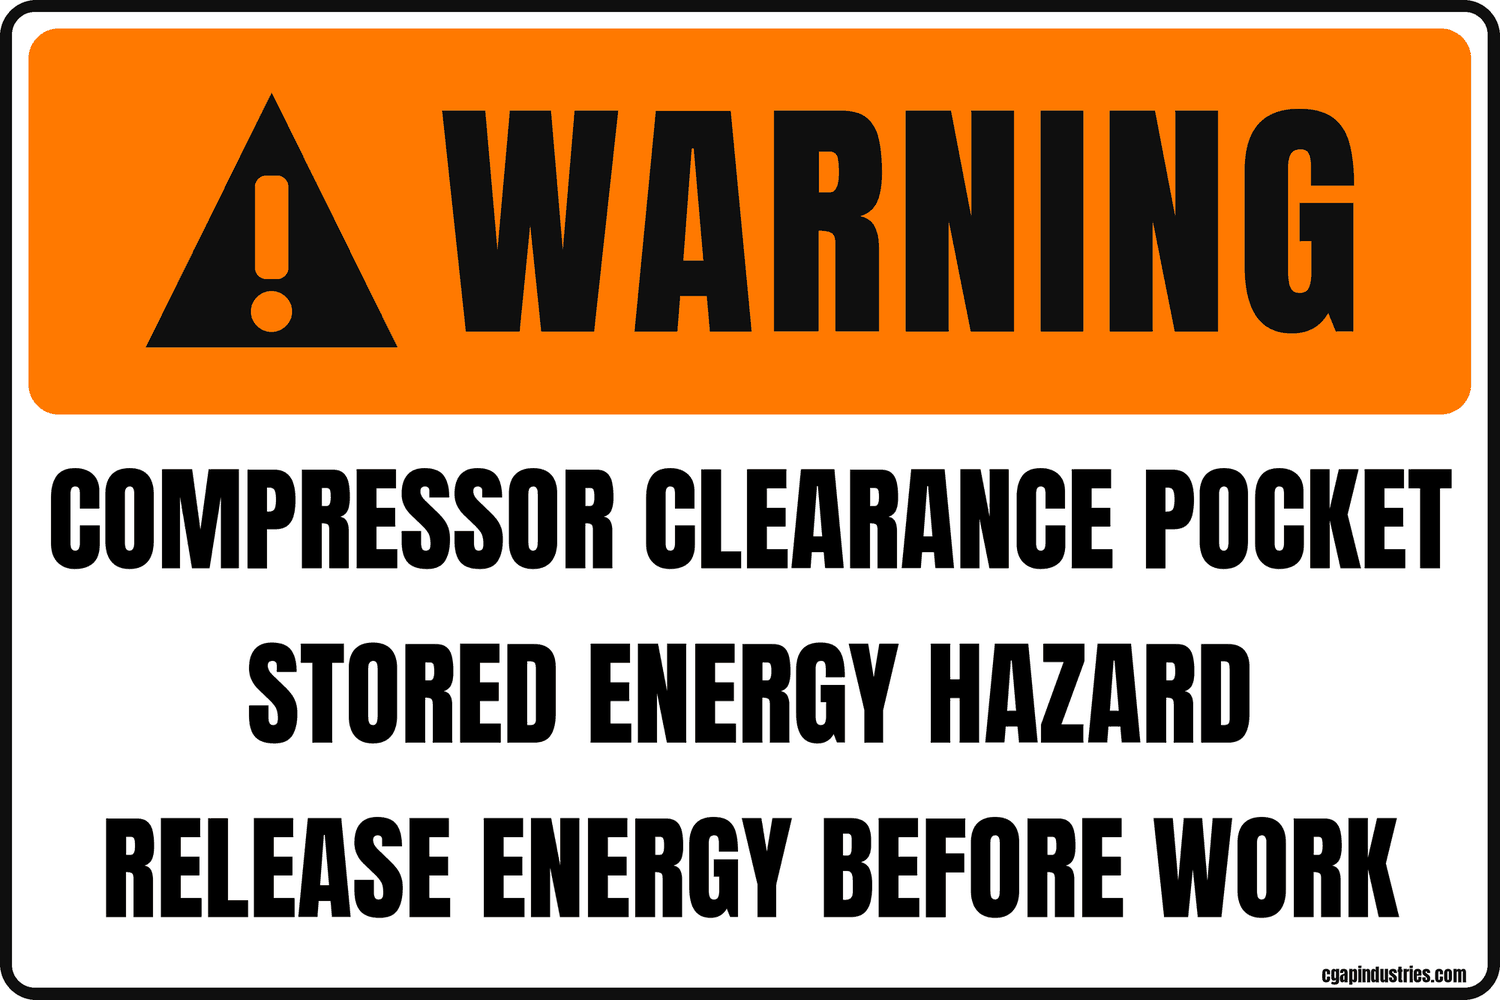 WARNING
COMPRESSOR CLEARANCE POCKET
STORED ENERGY HAZARD
RELEASE ENERGY BEFORE WORK
cgapindustries.com